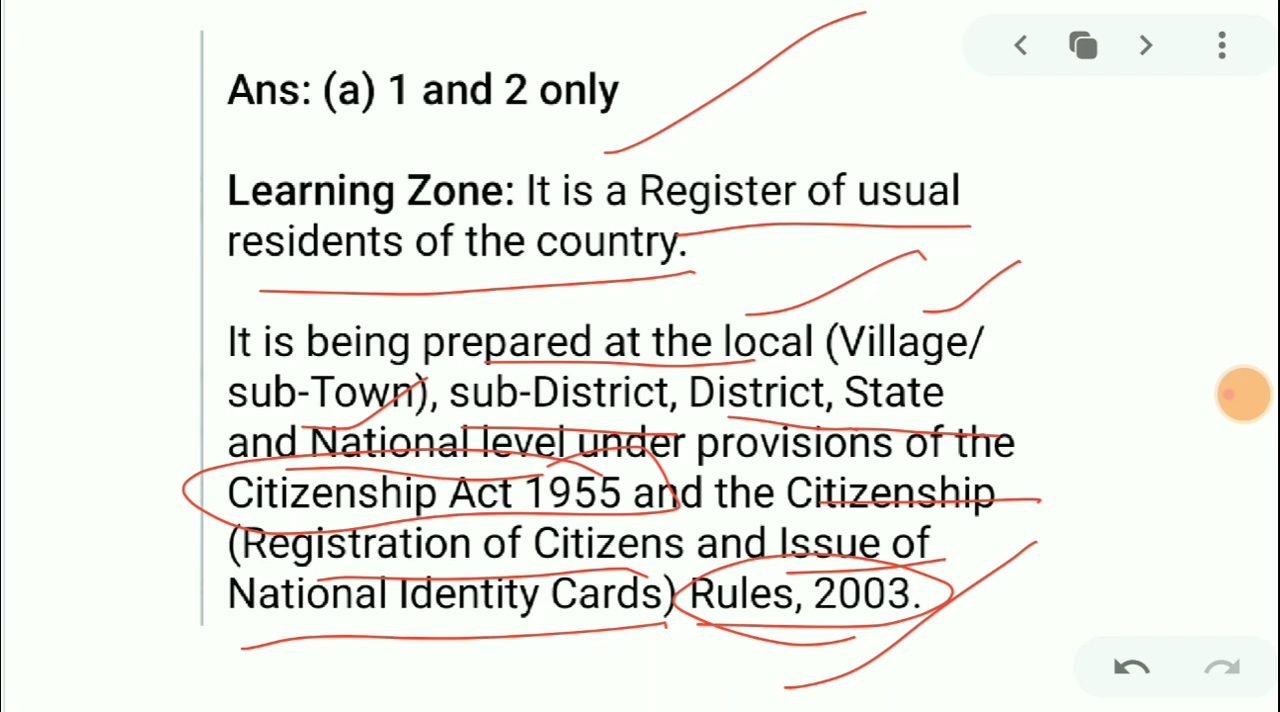 Ans: (a) 1 and 2 only
Learning Zone: It is a Register of usual
residents of the country.
It is being prepared at the local (Village/
sub-Town), sub-District, District, State
and National level under provisions of the
Citizenship Act 1955 and the Citizenship
(Registration of Citizens and Issue of
National Identity Cards) Rules, 2003.